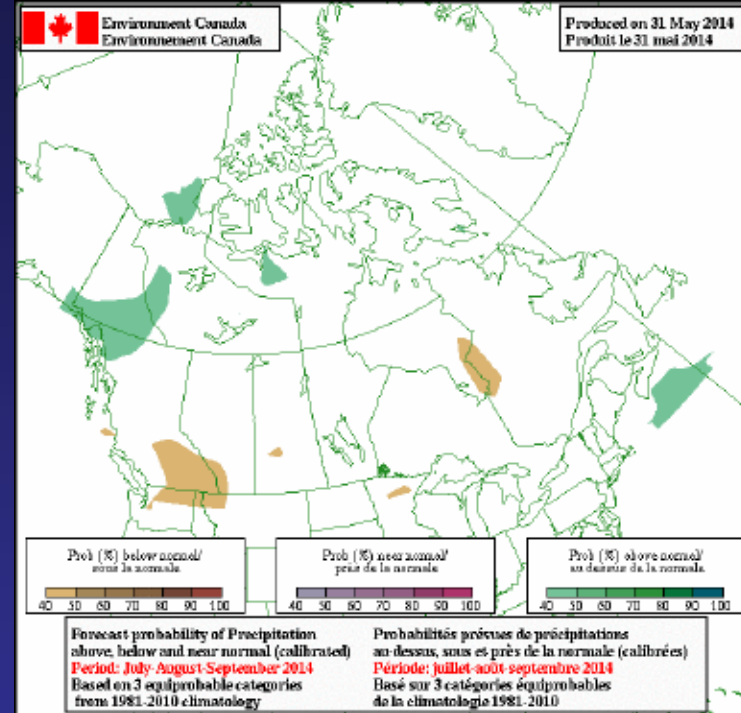 Environment Canada
Environnement Canada
Produced on 31 May 2014
Produit le 31 mai 2014
Prob (%) below normal/
sous la normale
40 50 60 70 80 90 100
Prob (%) near normal/
près de la normale
40 50 60 70 80 90 100
Prob (%) above normal/
au dessus de la normale
40 50 60 70 80 90 100
Forecast probability of Precipitation
above, below and near normal (calibrated)
Period: July-August-September 2014
Based on 3 equiprobable categories
from 1981-2010 climatology
Probabilités prévues de précipitations
au-dessus, sous et près de la normale (calibrées)
Période: juillet-août-septembre 2014
Basé sur 3 catégories équiprobables
de la climatologie 1981-2010